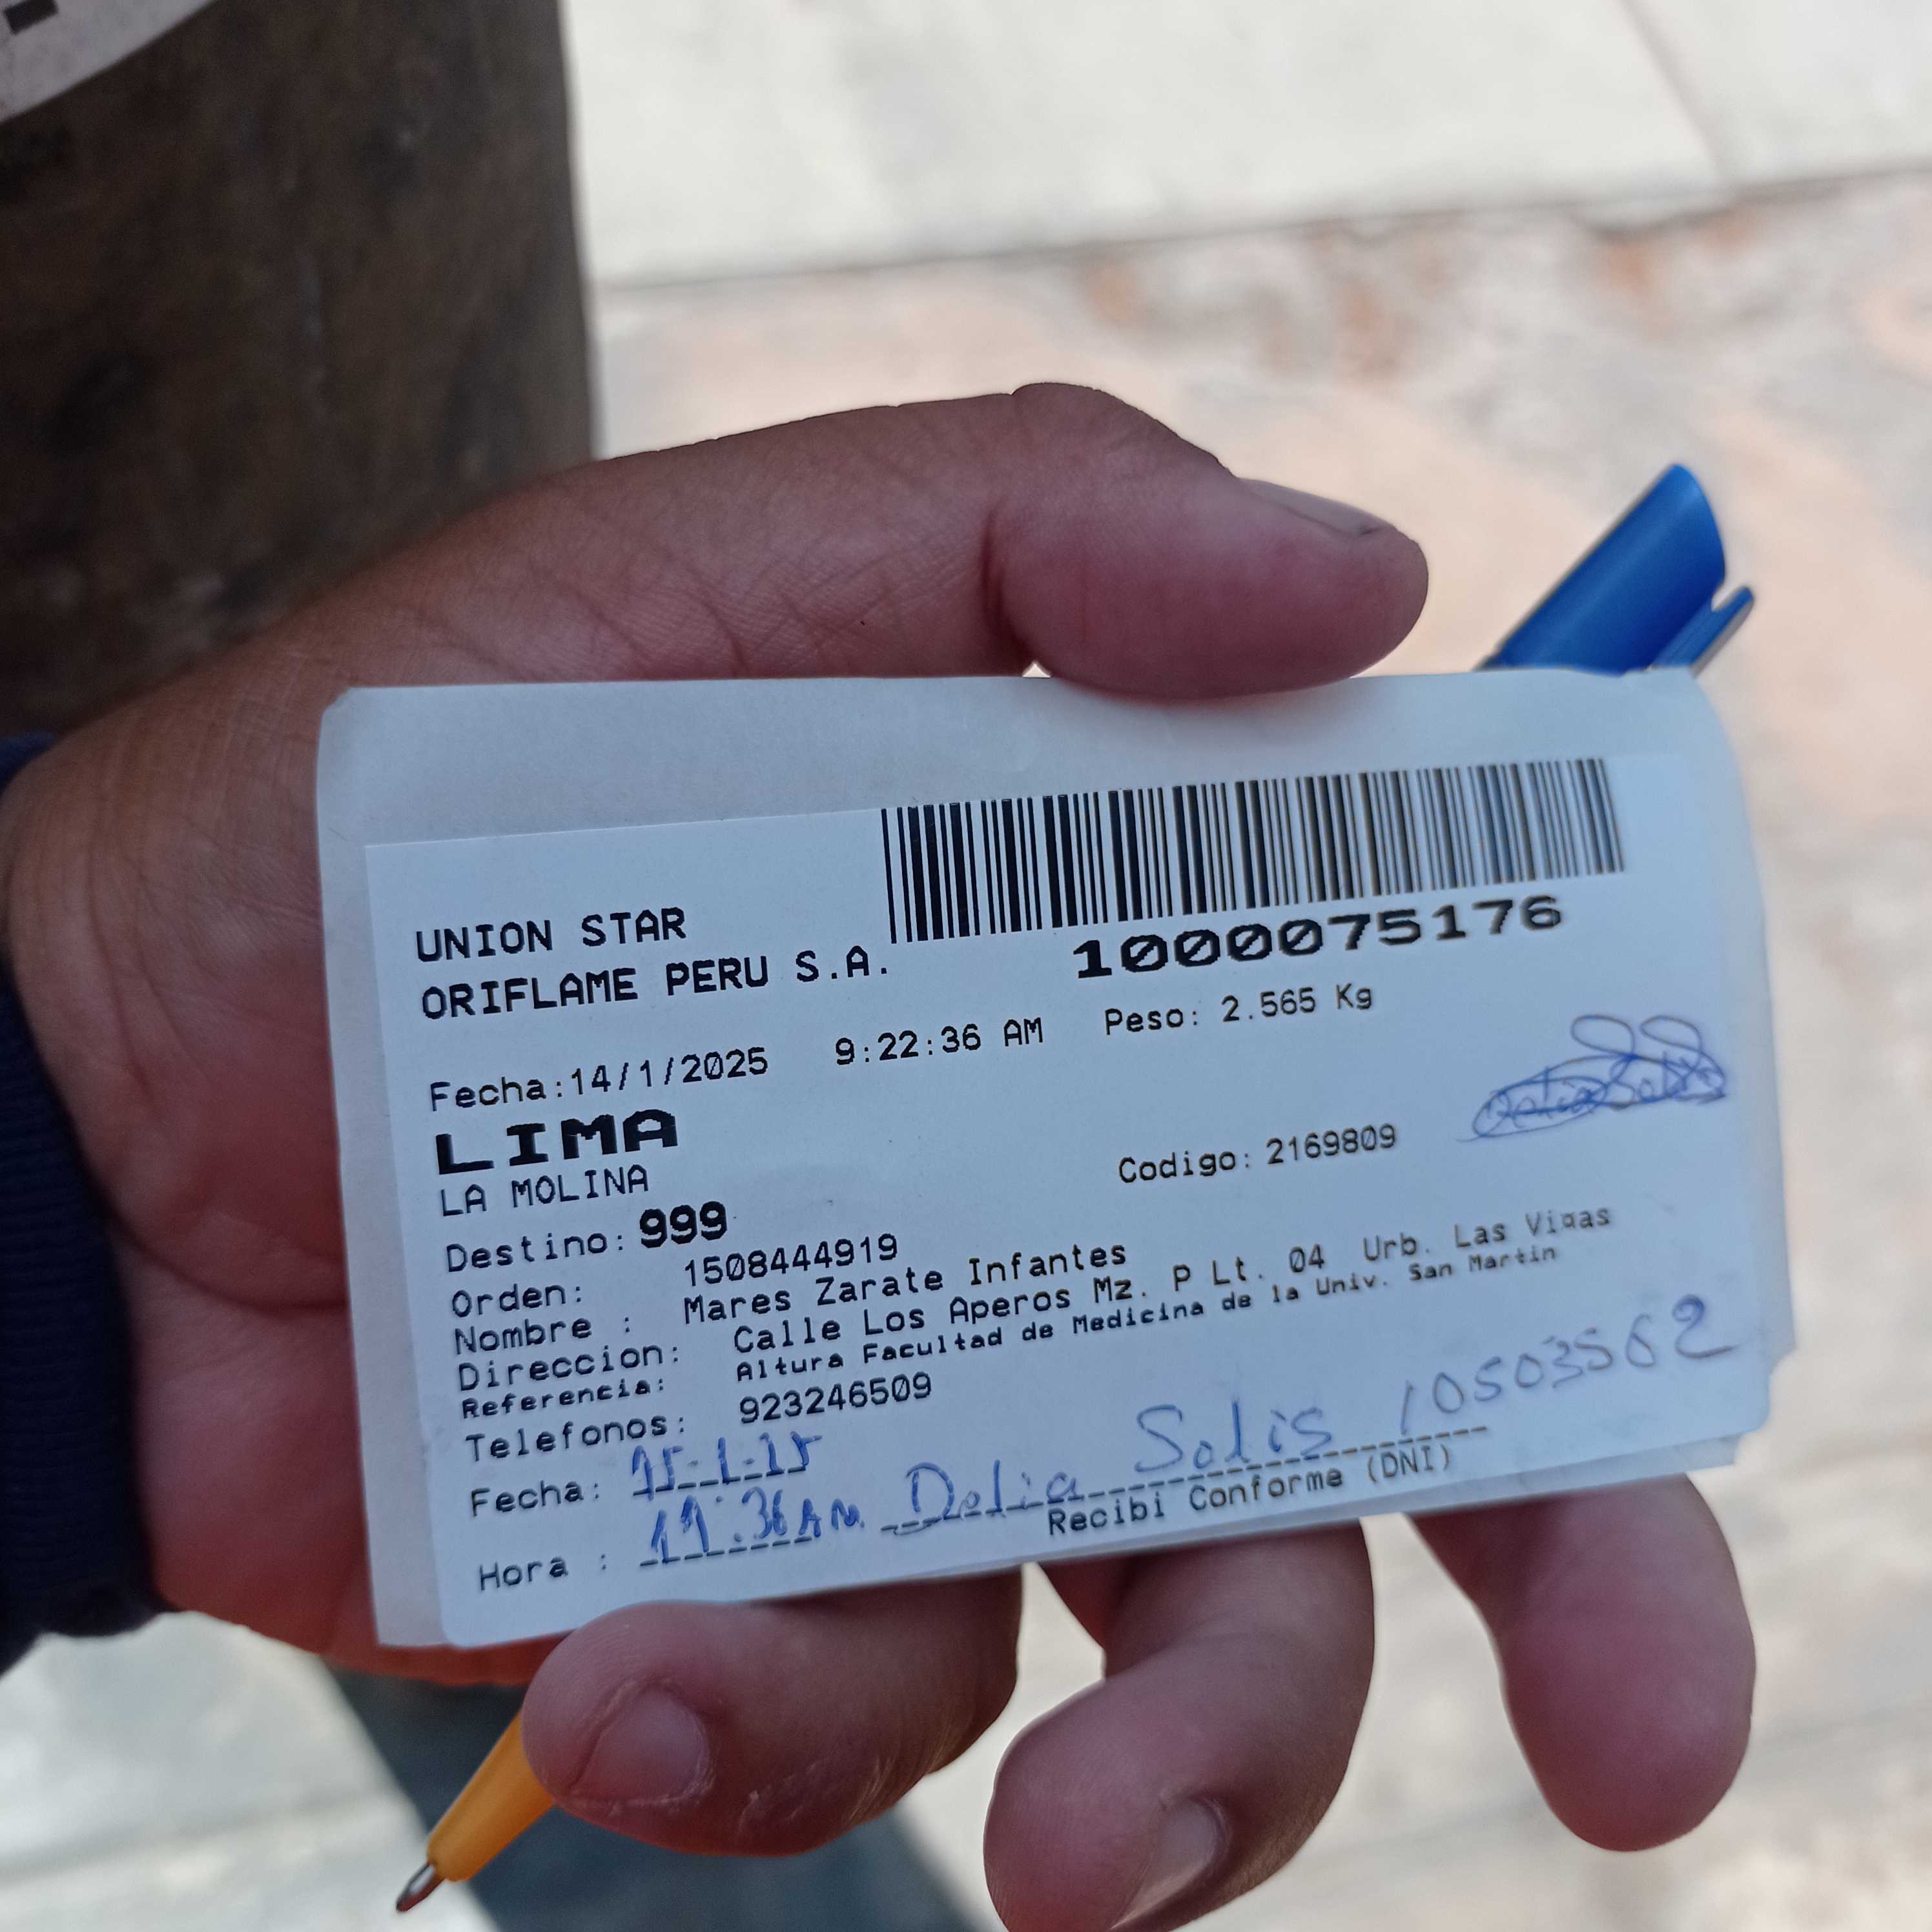 UNION STAR
ORIFLAME PERU S.A.
1000075176
Fecha:14/1/2025 9:22:36 AM Peso: 2.565 Kg
LIMA
LA MOLINA
Codigo: 2169809
Delia Solis
Destino: 999
Orden: 1508444919
Nombre : Mares Zarate Infantes
Direccion: Calle Los Aperos Mz. P Lt. 04 Urb. Las Viñas
Referencia: Altura Facultad de Medicina de la Univ. San Martin
Telefonos: 923246509
Fecha: 15-1-25
Hora : 11:36 AM. Delia Solis 10503562
Recibi Conforme (DNI)